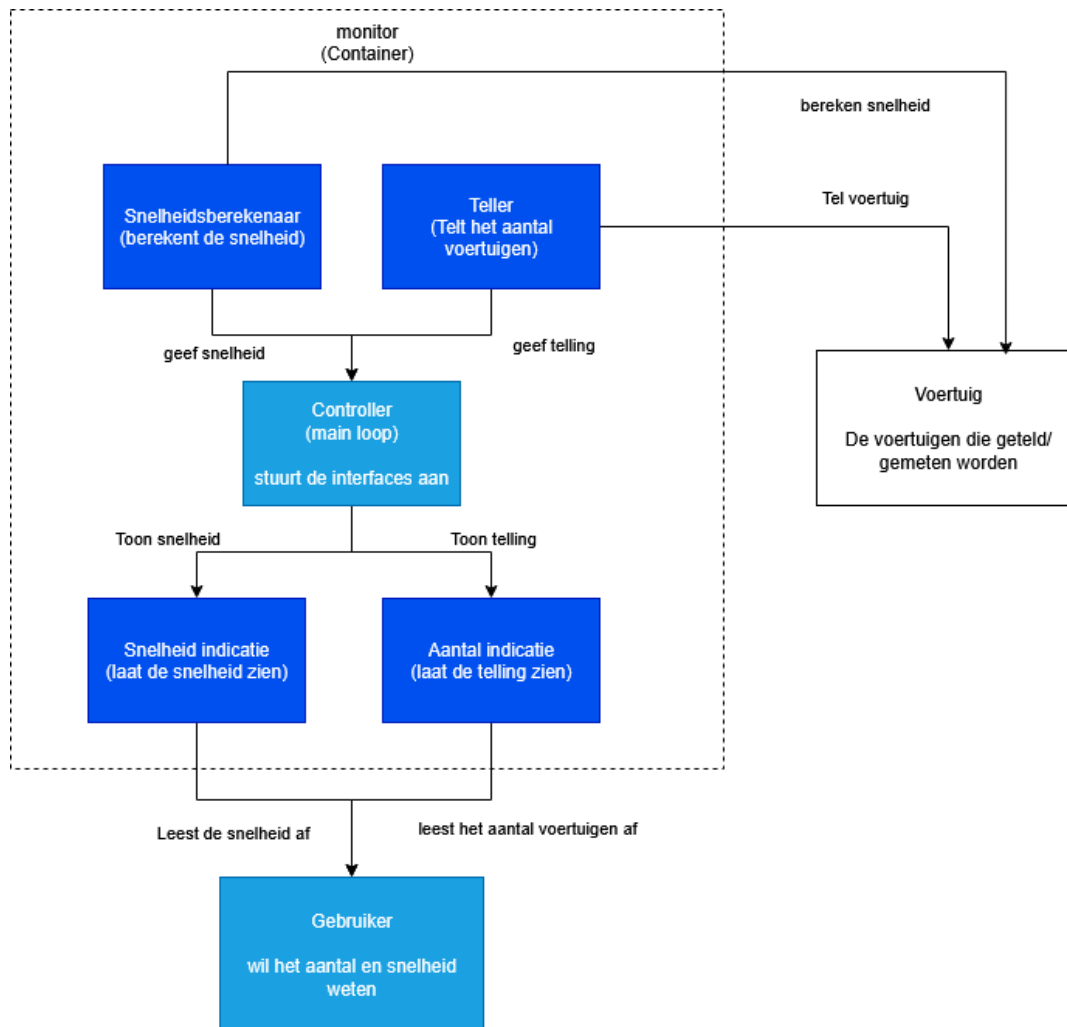 monitor
(Container)
bereken snelheid
Snelheidsberekenaar
(berekent de snelheid)
Teller
(Telt het aantal
voertuigen)
Tel voertuig
geef snelheid
geef telling
Controller
(main loop)
stuurt de interfaces aan
Voertuig
De voertuigen die geteld/
gemeten worden
Toon snelheid
Toon telling
Snelheid indicatie
(laat de snelheid zien)
Aantal indicatie
(laat de telling zien)
Leest de snelheid af
leest het aantal voertuigen af
Gebruiker
wil het aantal en snelheid
weten